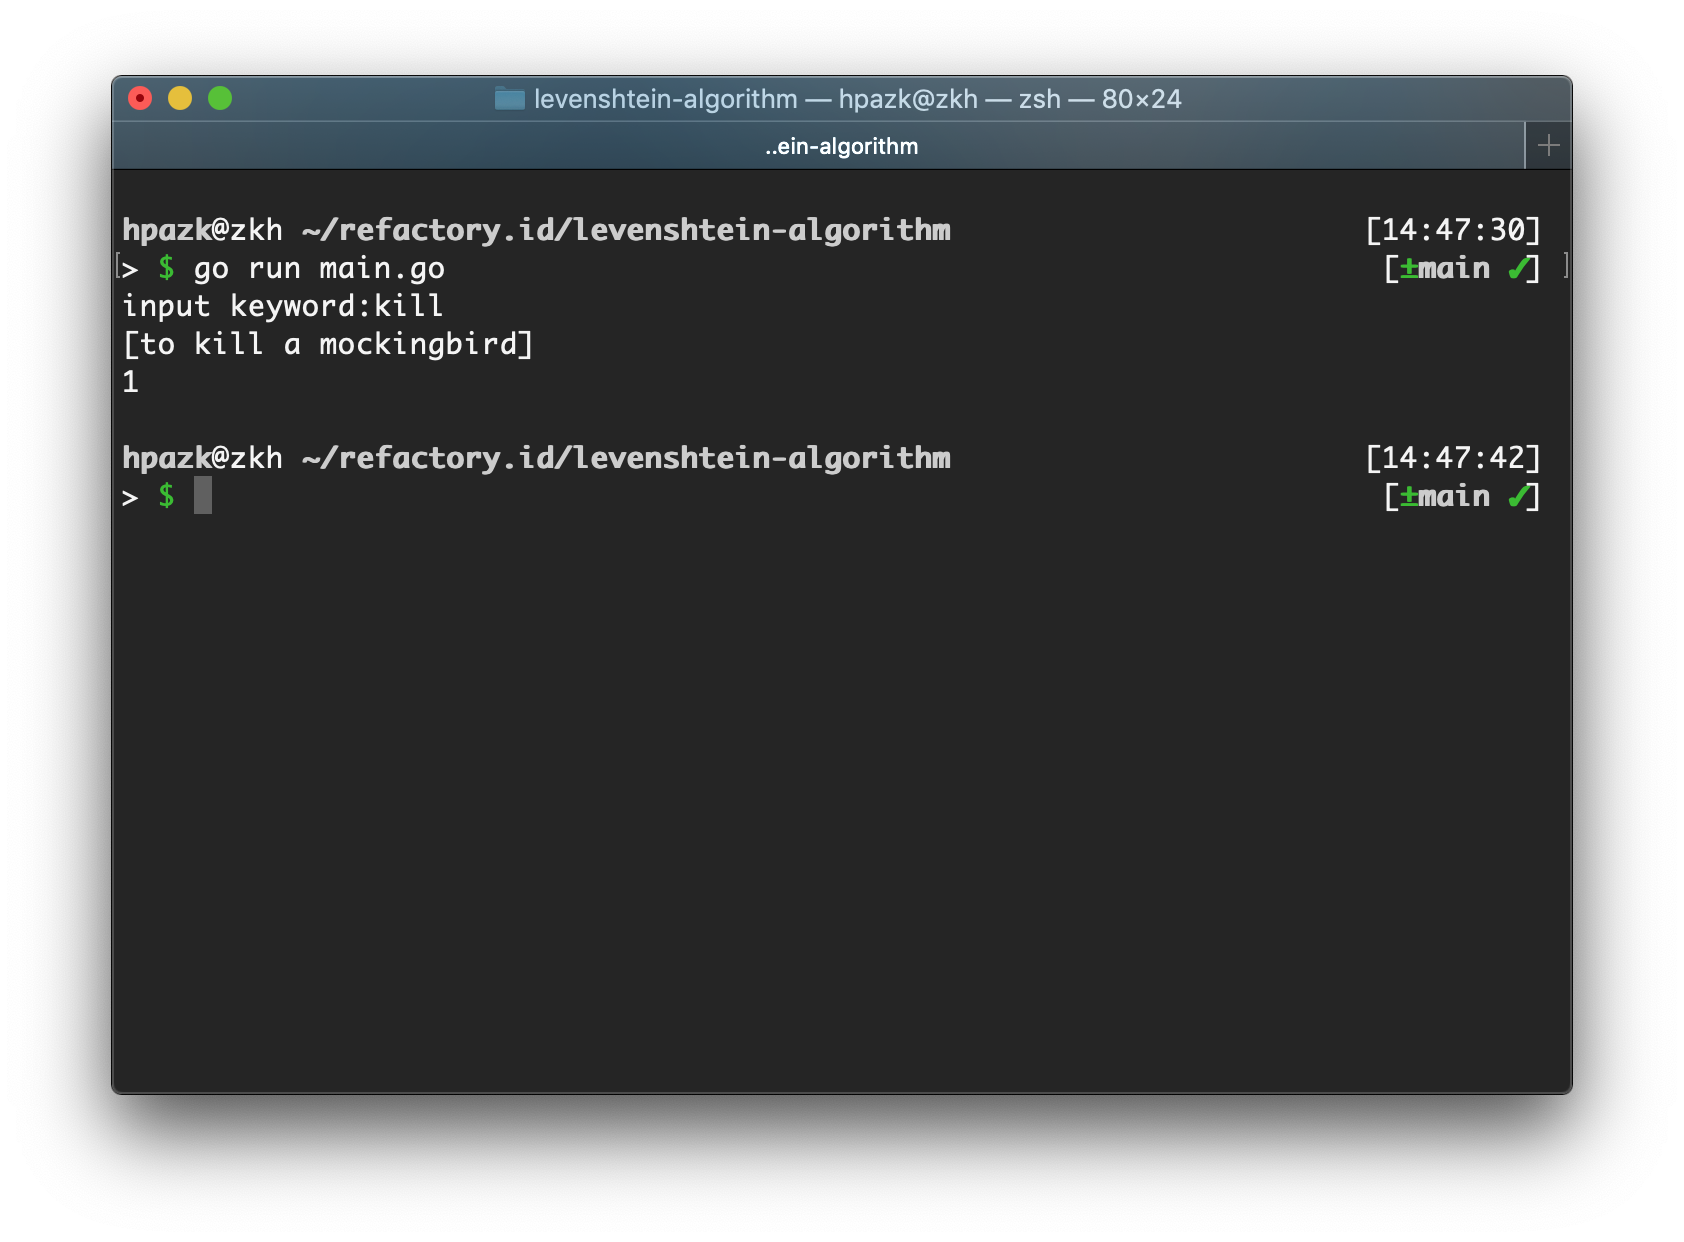 levenshtein-algorithm — hpazk@zkh — zsh — 80×24
..ein-algorithm
hpazk@zkh ~/refactory.id/levenshtein-algorithm [14:47:30]
> $ go run main.go [±main ✓]
input keyword:kill
[to kill a mockingbird]
1
hpazk@zkh ~/refactory.id/levenshtein-algorithm [14:47:42]
> $ [±main ✓]